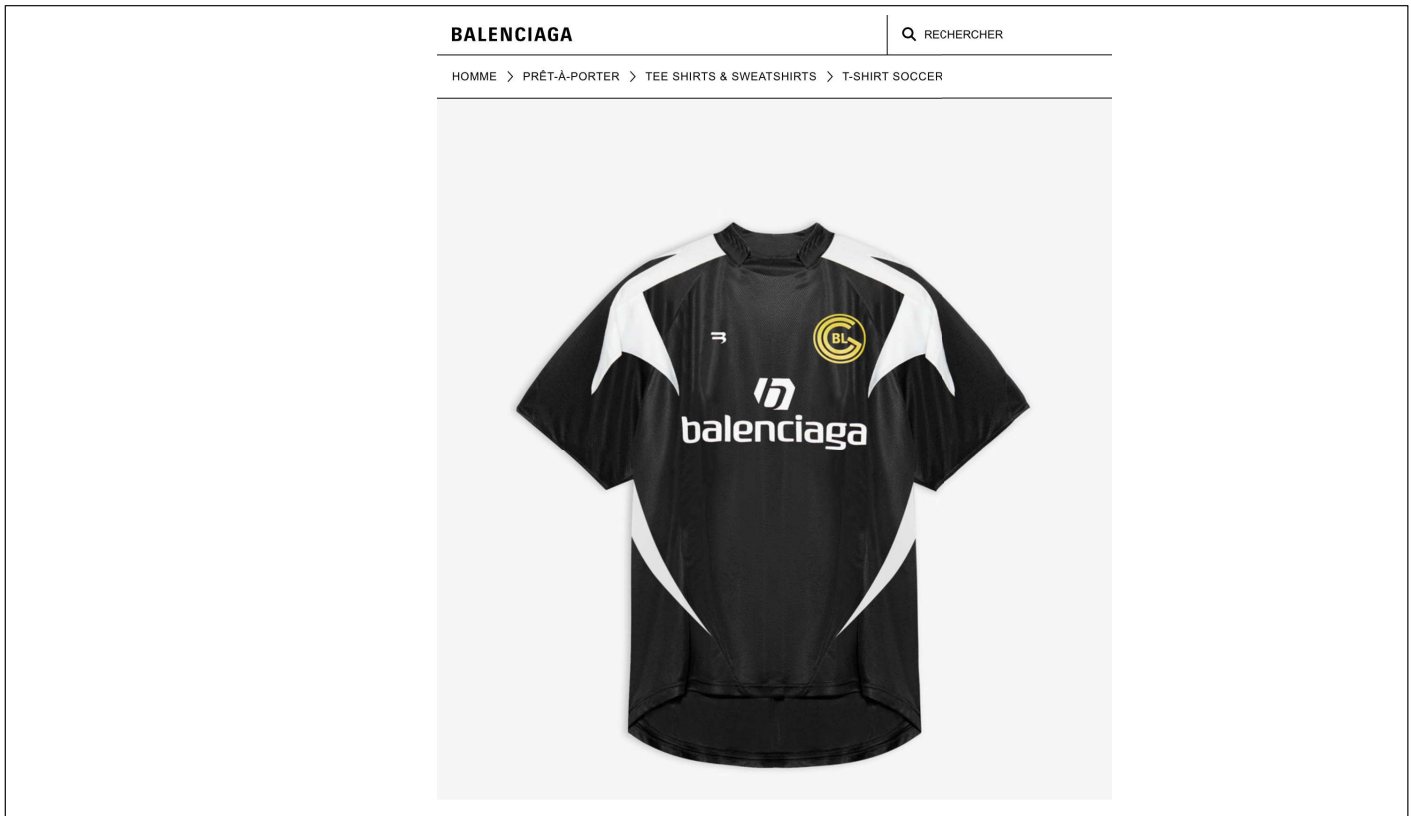 BALENCIAGA
RECHERCHER
HOMME > PRÊT-À-PORTER > TEE SHIRTS & SWEATSHIRTS > T-SHIRT SOCCER
BL
balenciaga